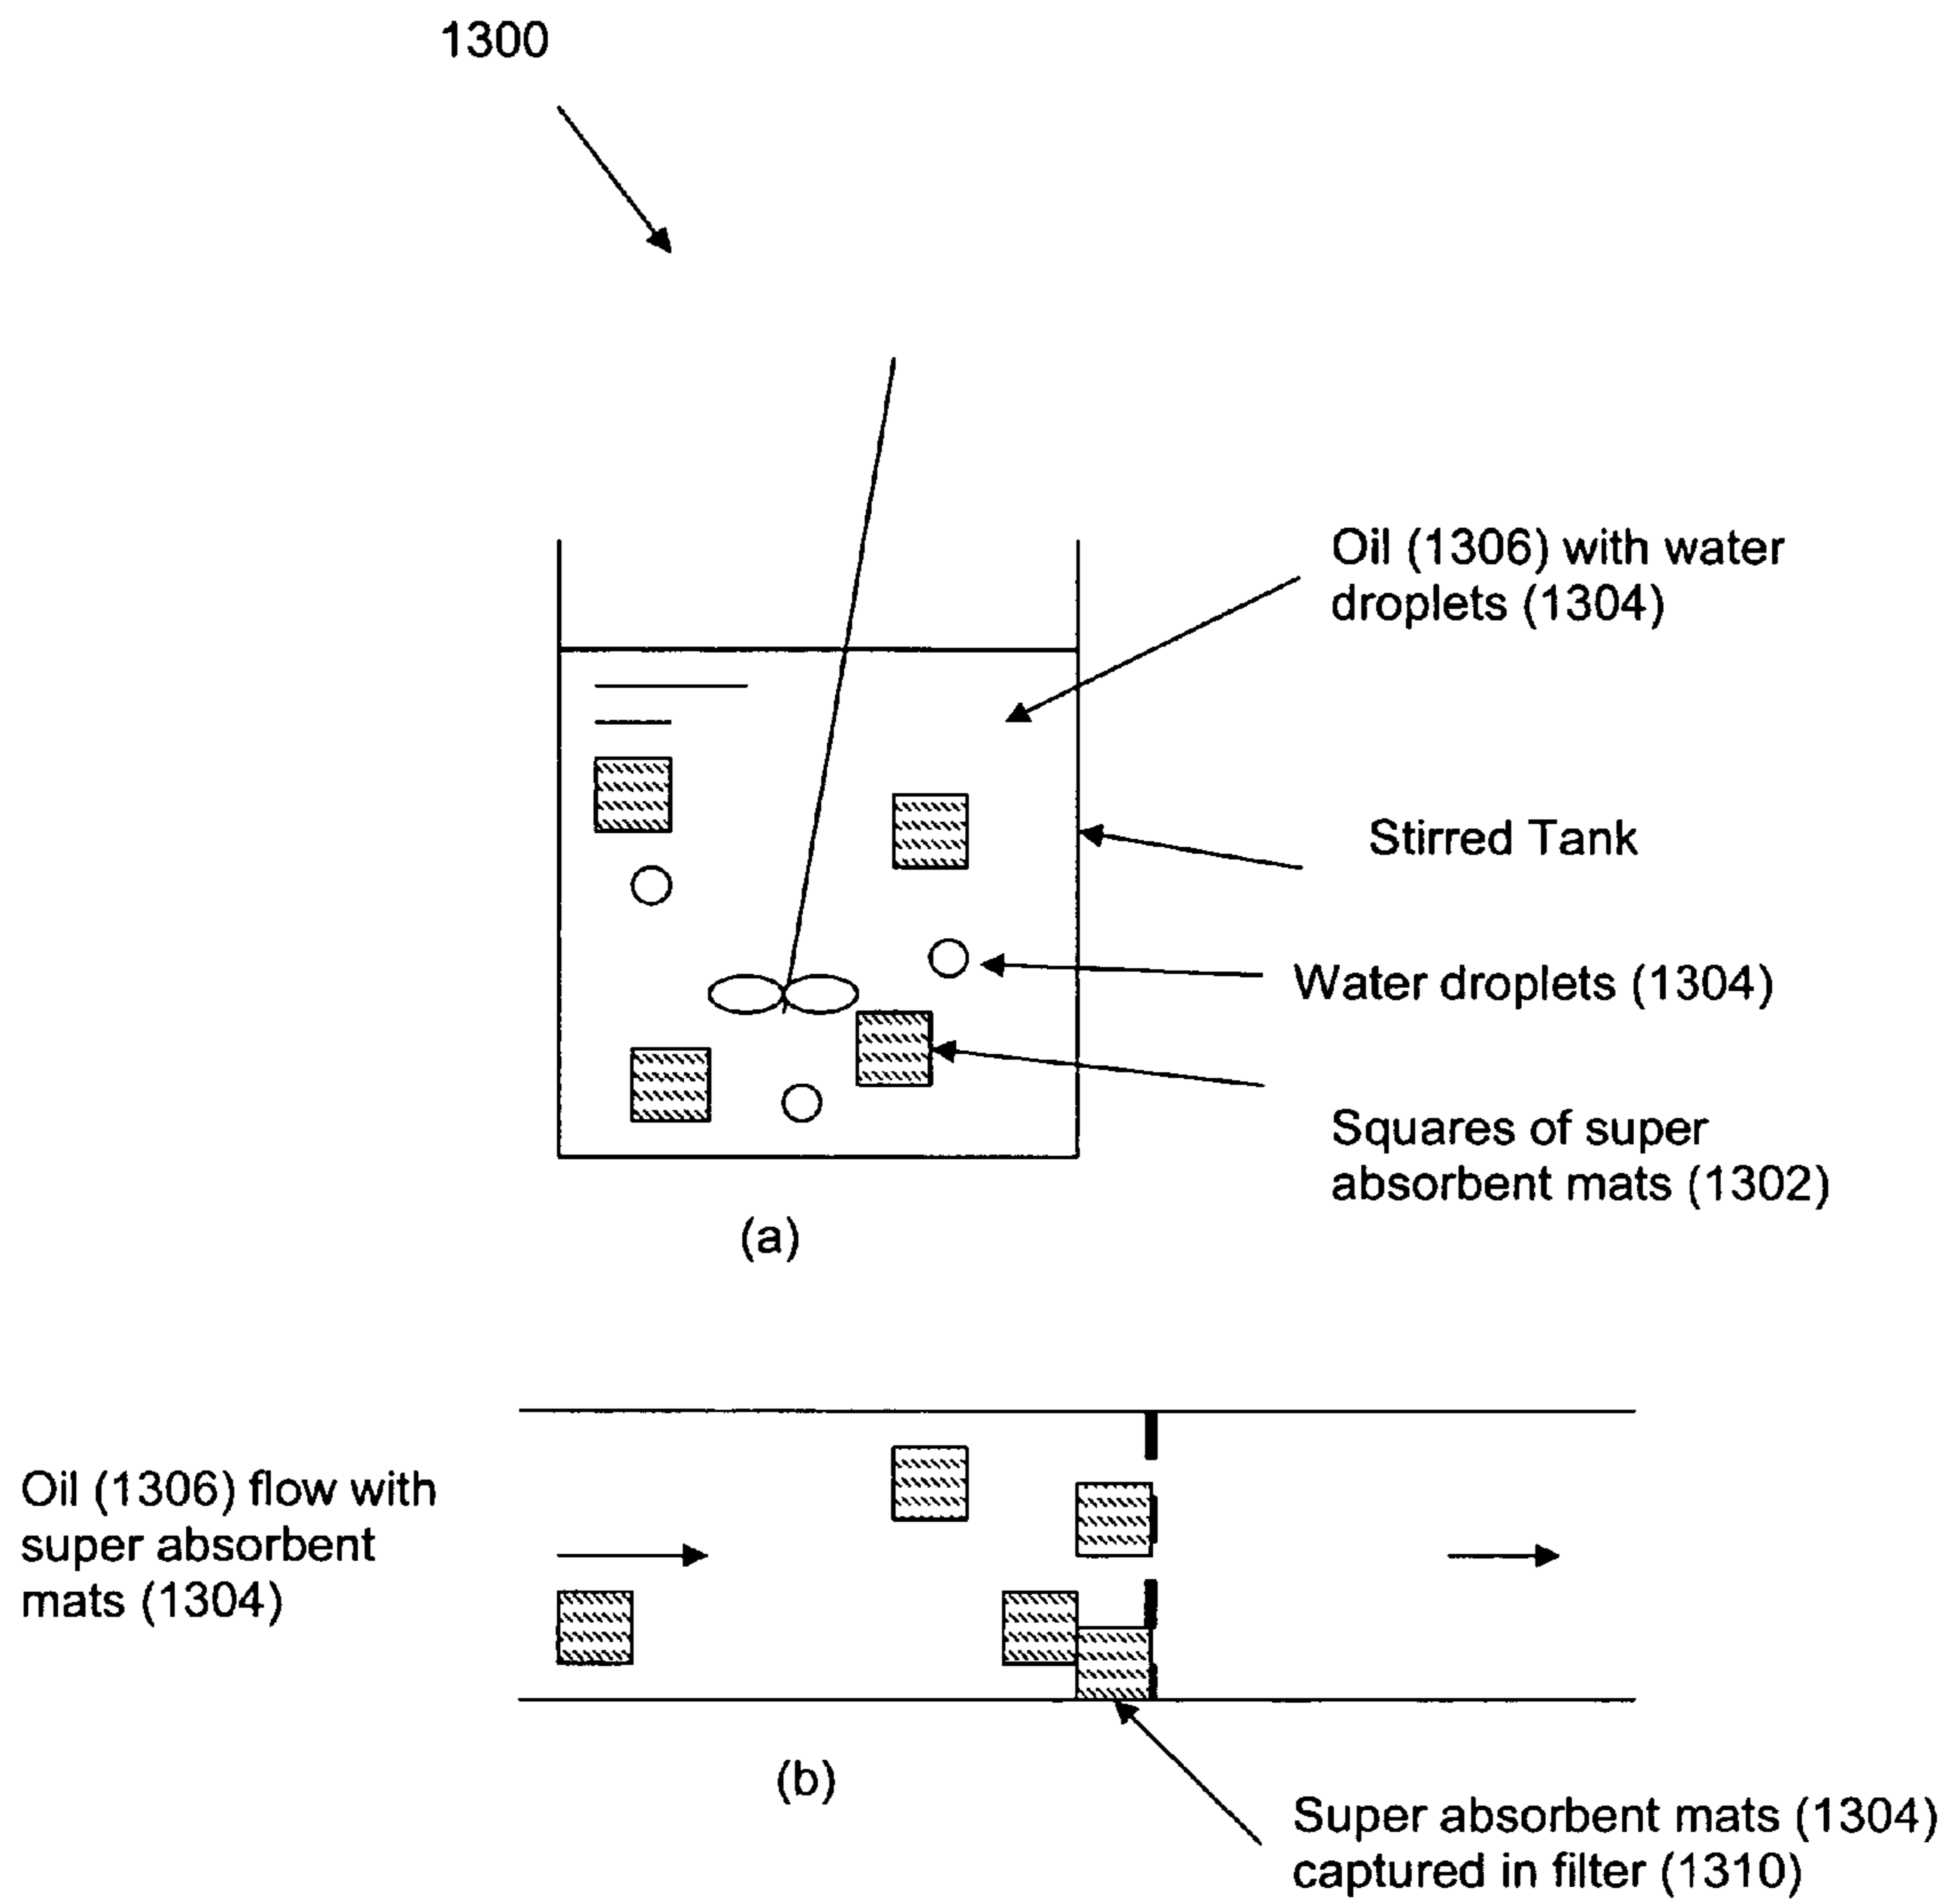 1300
Oil (1306) with water
droplets (1304)
Stirred Tank
Water droplets (1304)
Squares of super
absorbent mats (1302)
(a)
Oil (1306) flow with
super absorbent
mats (1304)
(b)
Super absorbent mats (1304)
captured in filter (1310)